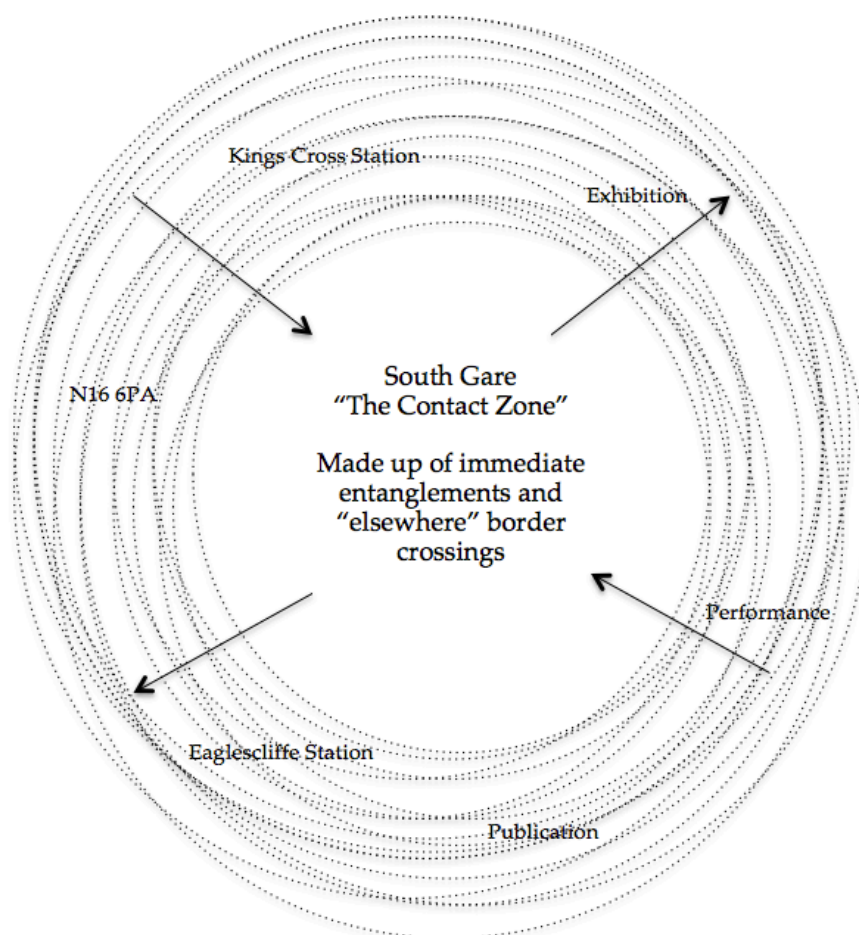 Kings Cross Station
Exhibition
South Gare
“The Contact Zone”
N16 6PA
Made up of immediate
entanglements and
“elsewhere” border
crossings
Performance
Eaglescliffe Station
Publication